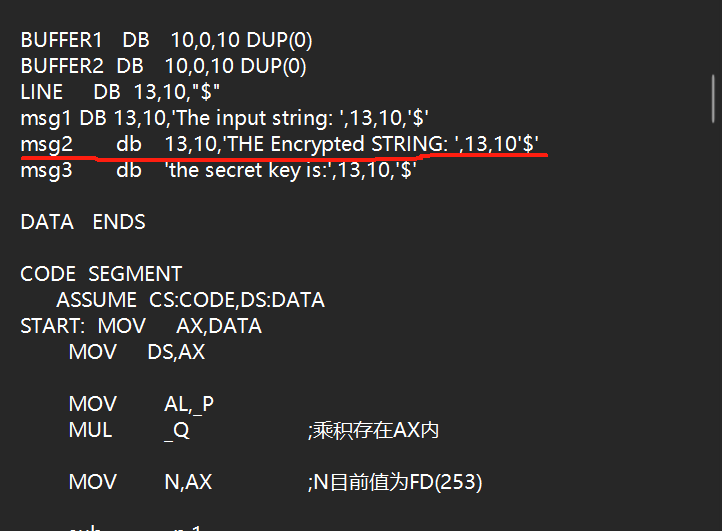 BUFFER1 DB 10,0,10 DUP(0)
BUFFER2 DB 10,0,10 DUP(0)
LINE DB 13,10,"$"
msg1 DB 13,10,'The input string: ',13,10,'$'
msg2 db 13,10,'THE Encrypted STRING: ',13,10'$'
msg3 db 'the secret key is:',13,10,'$'
DATA ENDS
CODE SEGMENT
ASSUME CS:CODE,DS:DATA
START: MOV AX,DATA
MOV DS,AX
MOV AL,_P
MUL _Q ;乘积存在AX内
MOV N,AX ;N目前值为FD(253)